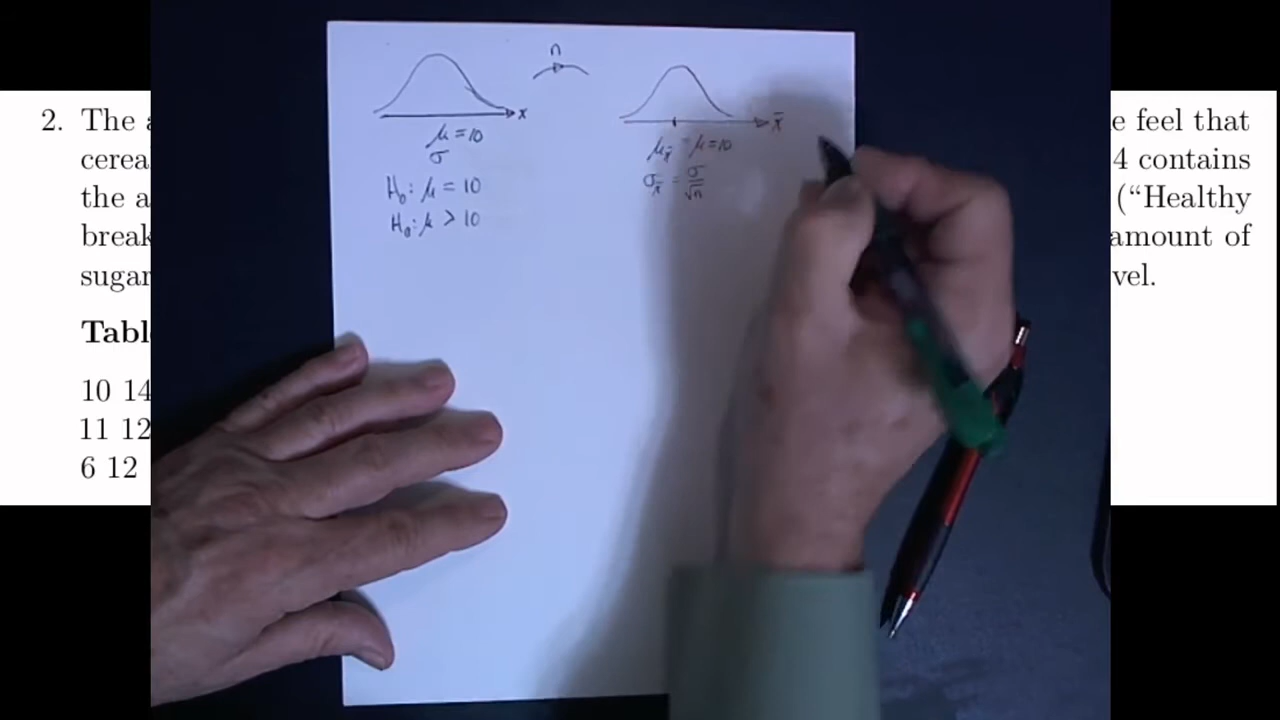 2. The
cerea
the a
break
sugar
Tabl
10 14
11 12
6 12
n
x
μ = 10
σ
H₀: μ = 10
H₀: μ > 10
x̄
μx̄ = μ = 10
σx̄ = σ/√n
e feel that
4 contains
(“Healthy
amount of
vel.